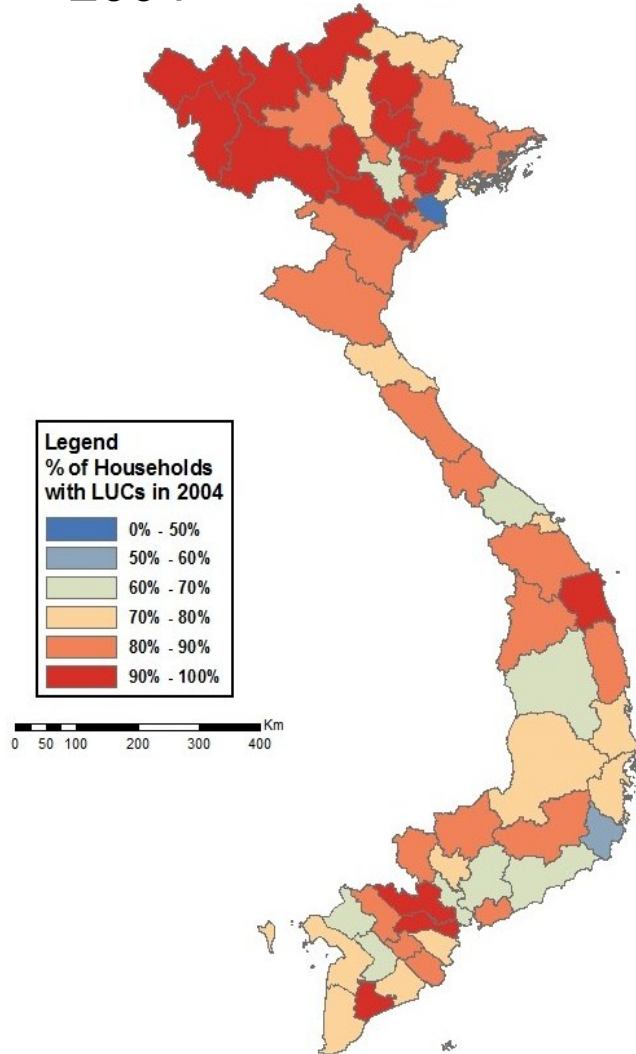 Legend
% of Households
with LUCs in 2004
0% - 50%
50% - 60%
60% - 70%
70% - 80%
80% - 90%
90% - 100%
Km
0 50 100 200 300 400